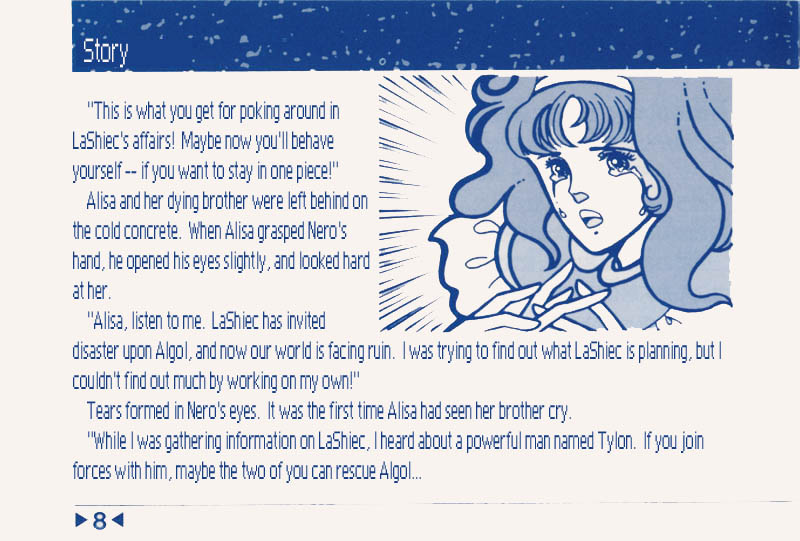 Story
"This is what you get for poking around in
LaShiec's affairs! Maybe now you'll behave
yourself -- if you want to stay in one piece!"
Alisa and her dying brother were left behind on
the cold concrete. When Alisa grasped Nero's
hand, he opened his eyes slightly, and looked hard
at her.
"Alisa, listen to me. LaShiec has invited
disaster upon Algol, and now our world is facing ruin. I was trying to find out what LaShiec is planning, but I
couldn't find out much by working on my own!"
Tears formed in Nero's eyes. It was the first time Alisa had seen her brother cry.
"While I was gathering information on LaShiec, I heard about a powerful man named Tylon. If you join
forces with him, maybe the two of you can rescue Algol...
▶8◀